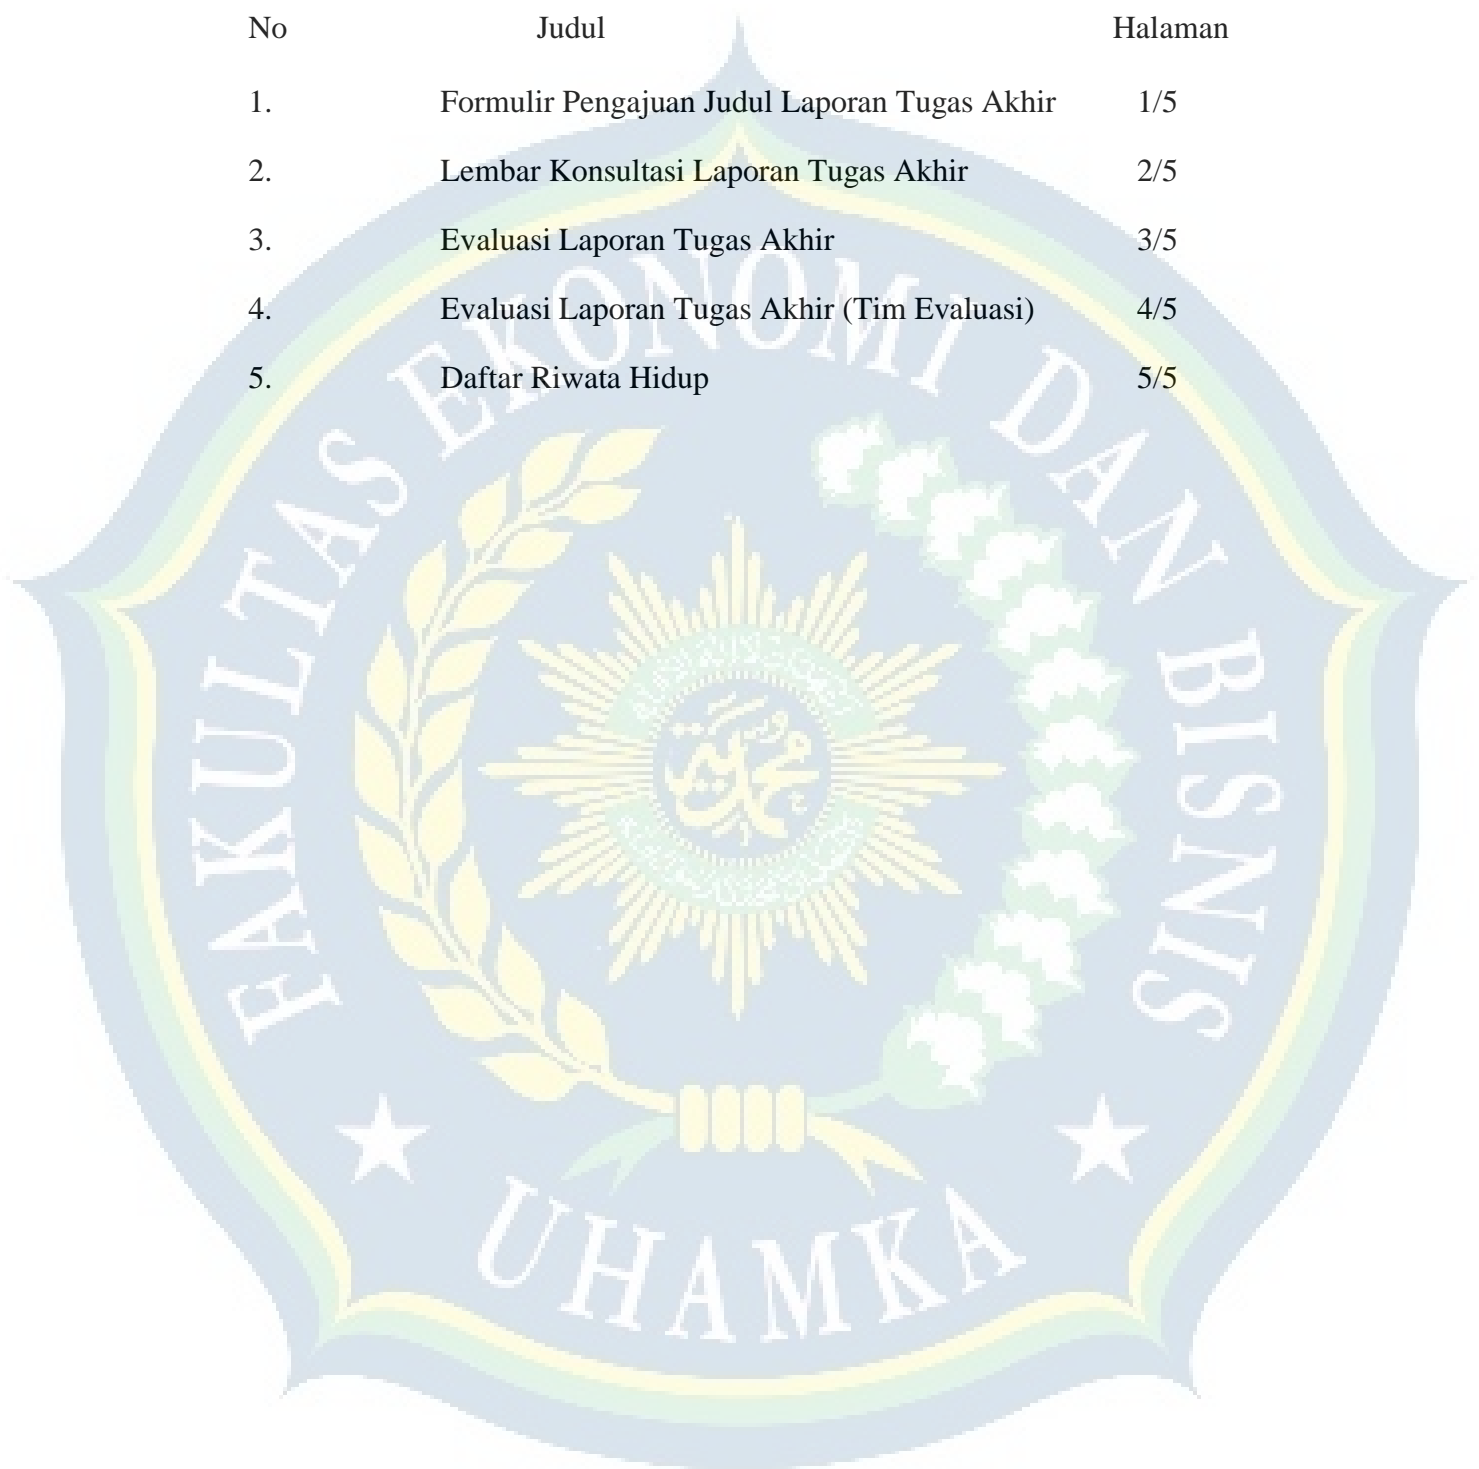 No Judul Halaman
1. Formulir Pengajuan Judul Laporan Tugas Akhir 1/5
2. Lembar Konsultasi Laporan Tugas Akhir 2/5
3. Evaluasi Laporan Tugas Akhir 3/5
4. Evaluasi Laporan Tugas Akhir (Tim Evaluasi) 4/5
5. Daftar Riwata Hidup 5/5
FAKULTAS EKONOMI DAN BISNIS
محمدية
UHAMKA